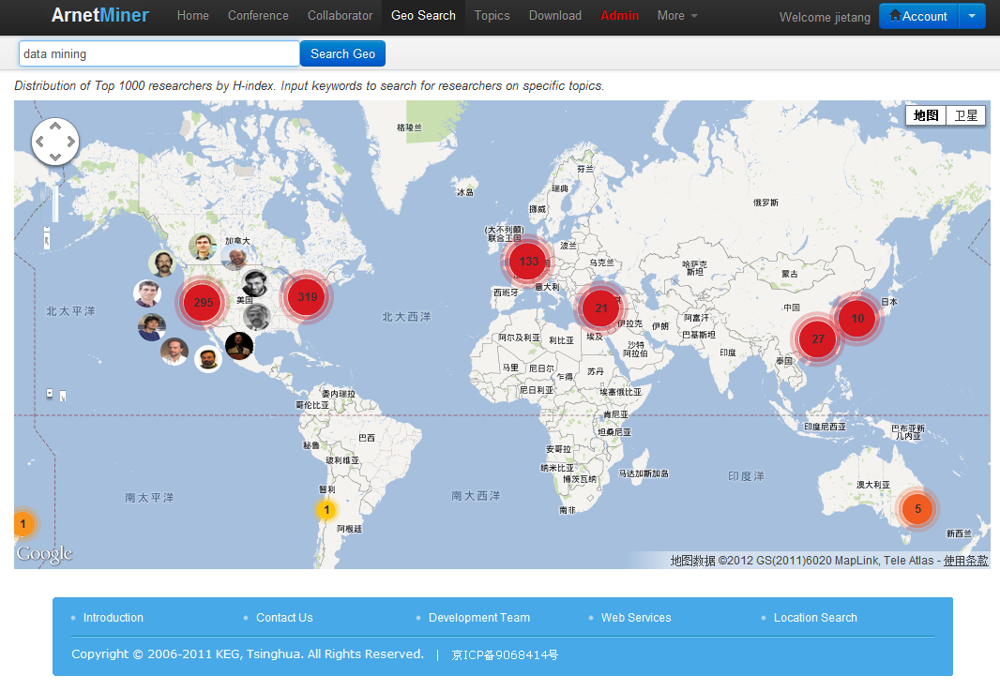 ArnetMiner Home Conference Collaborator Geo Search Topics Download Admin More Welcome jietang Account
data mining Search Geo
Distribution of Top 1000 researchers by H-index. Input keywords to search for researchers on specific topics.
地图 卫星
格陵兰
芬兰
冰岛 瑞典 俄罗斯
挪威
(大不列颠)
联合王国
加拿大 波兰
133 乌克兰 哈萨克
斯坦
蒙古
295 美国 319 西班牙 意大利 日本
北太平洋 北大西洋 21 中国
伊拉克 伊朗 阿富汗 10
阿尔及利亚 利比亚 埃及 巴基斯坦 27
沙特
阿拉伯 印度 泰国
马里 尼日尔 乍得 苏丹
委内瑞拉 尼日利亚 埃塞俄比亚
哥伦比亚 肯尼亚
印度尼西亚 巴布亚新
几内亚
秘鲁 巴西 坦桑尼亚
玻利维亚 安哥拉
纳米比亚 马达加斯加岛 印度洋
博茨瓦纳
智利 澳大利亚
南太平洋 南大西洋
1 南非 5
1 阿根廷 新西兰
Google
地图数据 ©2012 GS(2011)6020 MapLink, Tele Atlas - 使用条款
Introduction Contact Us Development Team Web Services Location Search
Copyright © 2006-2011 KEG, Tsinghua. All Rights Reserved. | 京ICP备9068414号